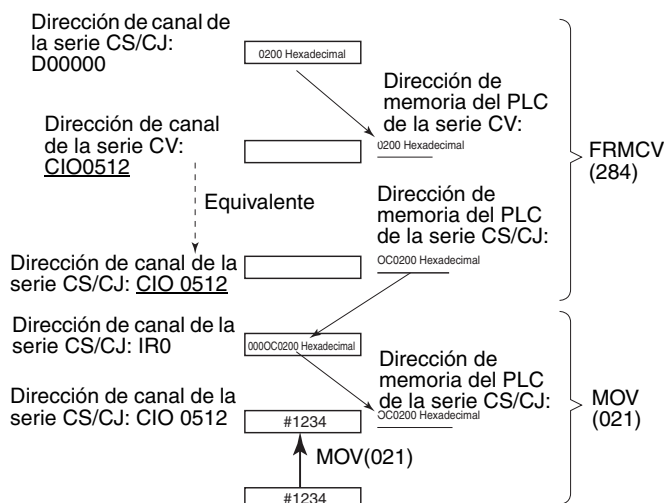 Dirección de canal de
la serie CS/CJ:
D00000
0200 Hexadecimal
Dirección de
memoria del PLC
de la serie CV:
0200 Hexadecimal
Dirección de canal
de la serie CV:
CIO0512
FRMCV
(284)
Equivalente
Dirección de
memoria del PLC
de la serie CS/CJ:
OC0200 Hexadecimal
Dirección de canal de la
serie CS/CJ: CIO 0512
Dirección de canal de la
serie CS/CJ: IR0
000OC0200 Hexadecimal
Dirección de
memoria del PLC
de la serie CS/CJ:
OC0200 Hexadecimal
Dirección de canal de la
serie CS/CJ: CIO 0512
#1234
MOV
(021)
MOV(021)
#1234